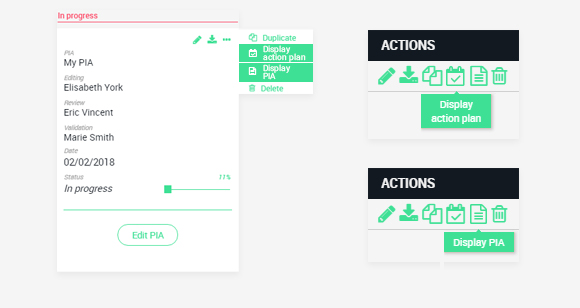 In progress
PIA
My PIA
Editing
Elisabeth York
Review
Eric Vincent
Validation
Marie Smith
Date
02/02/2018
Status
11%
In progress
Edit PIA
Duplicate
Display
action plan
Display
PIA
Delete
ACTIONS
Display
action plan
ACTIONS
Display PIA